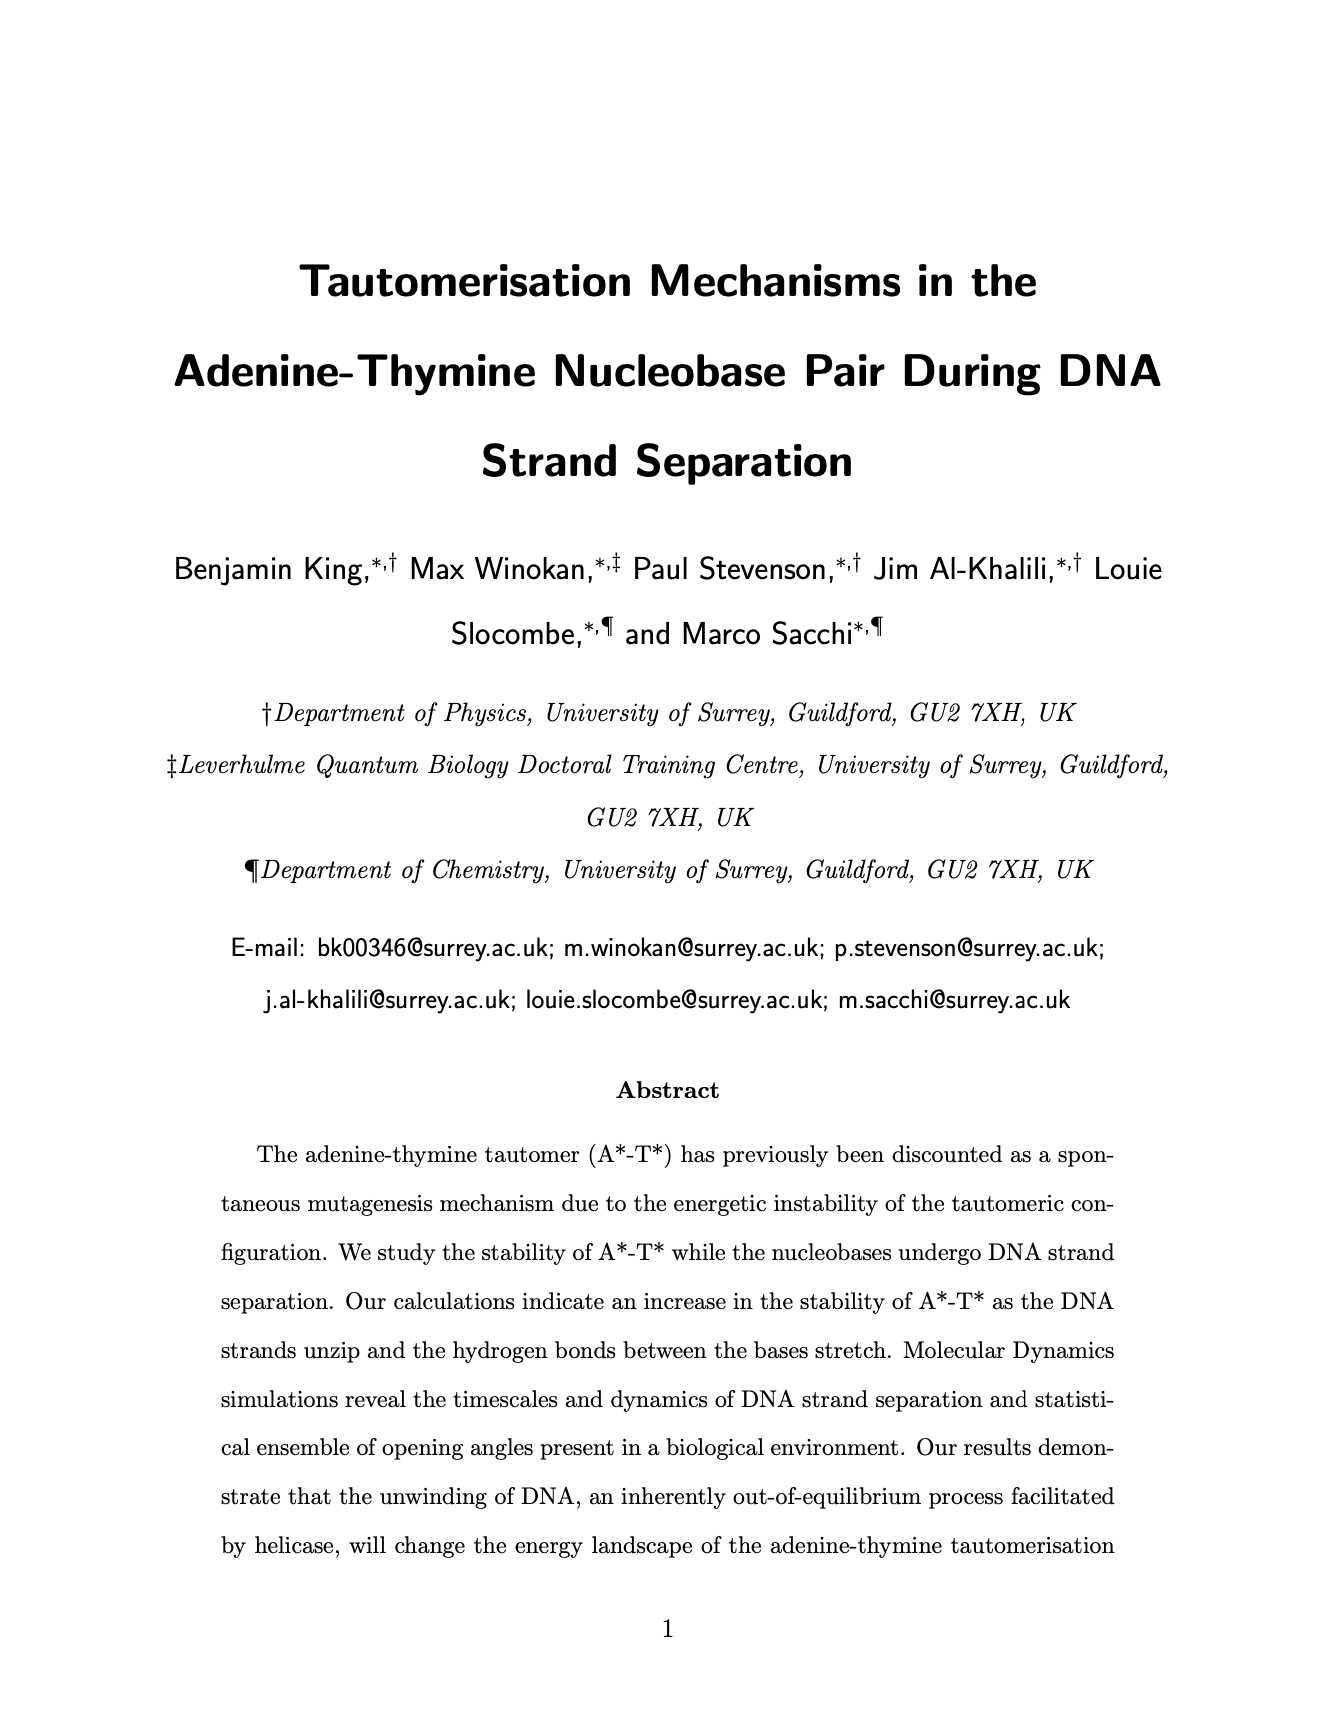 Tautomerisation Mechanisms in the
Adenine-Thymine Nucleobase Pair During DNA
Strand Separation
Benjamin King,*,† Max Winokan,*,‡ Paul Stevenson,*,† Jim Al-Khalili,*,† Louie
Slocombe,*,¶ and Marco Sacchi*,¶
†Department of Physics, University of Surrey, Guildford, GU2 7XH, UK
‡Leverhulme Quantum Biology Doctoral Training Centre, University of Surrey, Guildford,
GU2 7XH, UK
¶Department of Chemistry, University of Surrey, Guildford, GU2 7XH, UK
E-mail: bk00346@surrey.ac.uk; m.winokan@surrey.ac.uk; p.stevenson@surrey.ac.uk;
j.al-khalili@surrey.ac.uk; louie.slocombe@surrey.ac.uk; m.sacchi@surrey.ac.uk
Abstract
The adenine-thymine tautomer (A*-T*) has previously been discounted as a spon-
taneous mutagenesis mechanism due to the energetic instability of the tautomeric con-
figuration. We study the stability of A*-T* while the nucleobases undergo DNA strand
separation. Our calculations indicate an increase in the stability of A*-T* as the DNA
strands unzip and the hydrogen bonds between the bases stretch. Molecular Dynamics
simulations reveal the timescales and dynamics of DNA strand separation and statisti-
cal ensemble of opening angles present in a biological environment. Our results demon-
strate that the unwinding of DNA, an inherently out-of-equilibrium process facilitated
by helicase, will change the energy landscape of the adenine-thymine tautomerisation
1